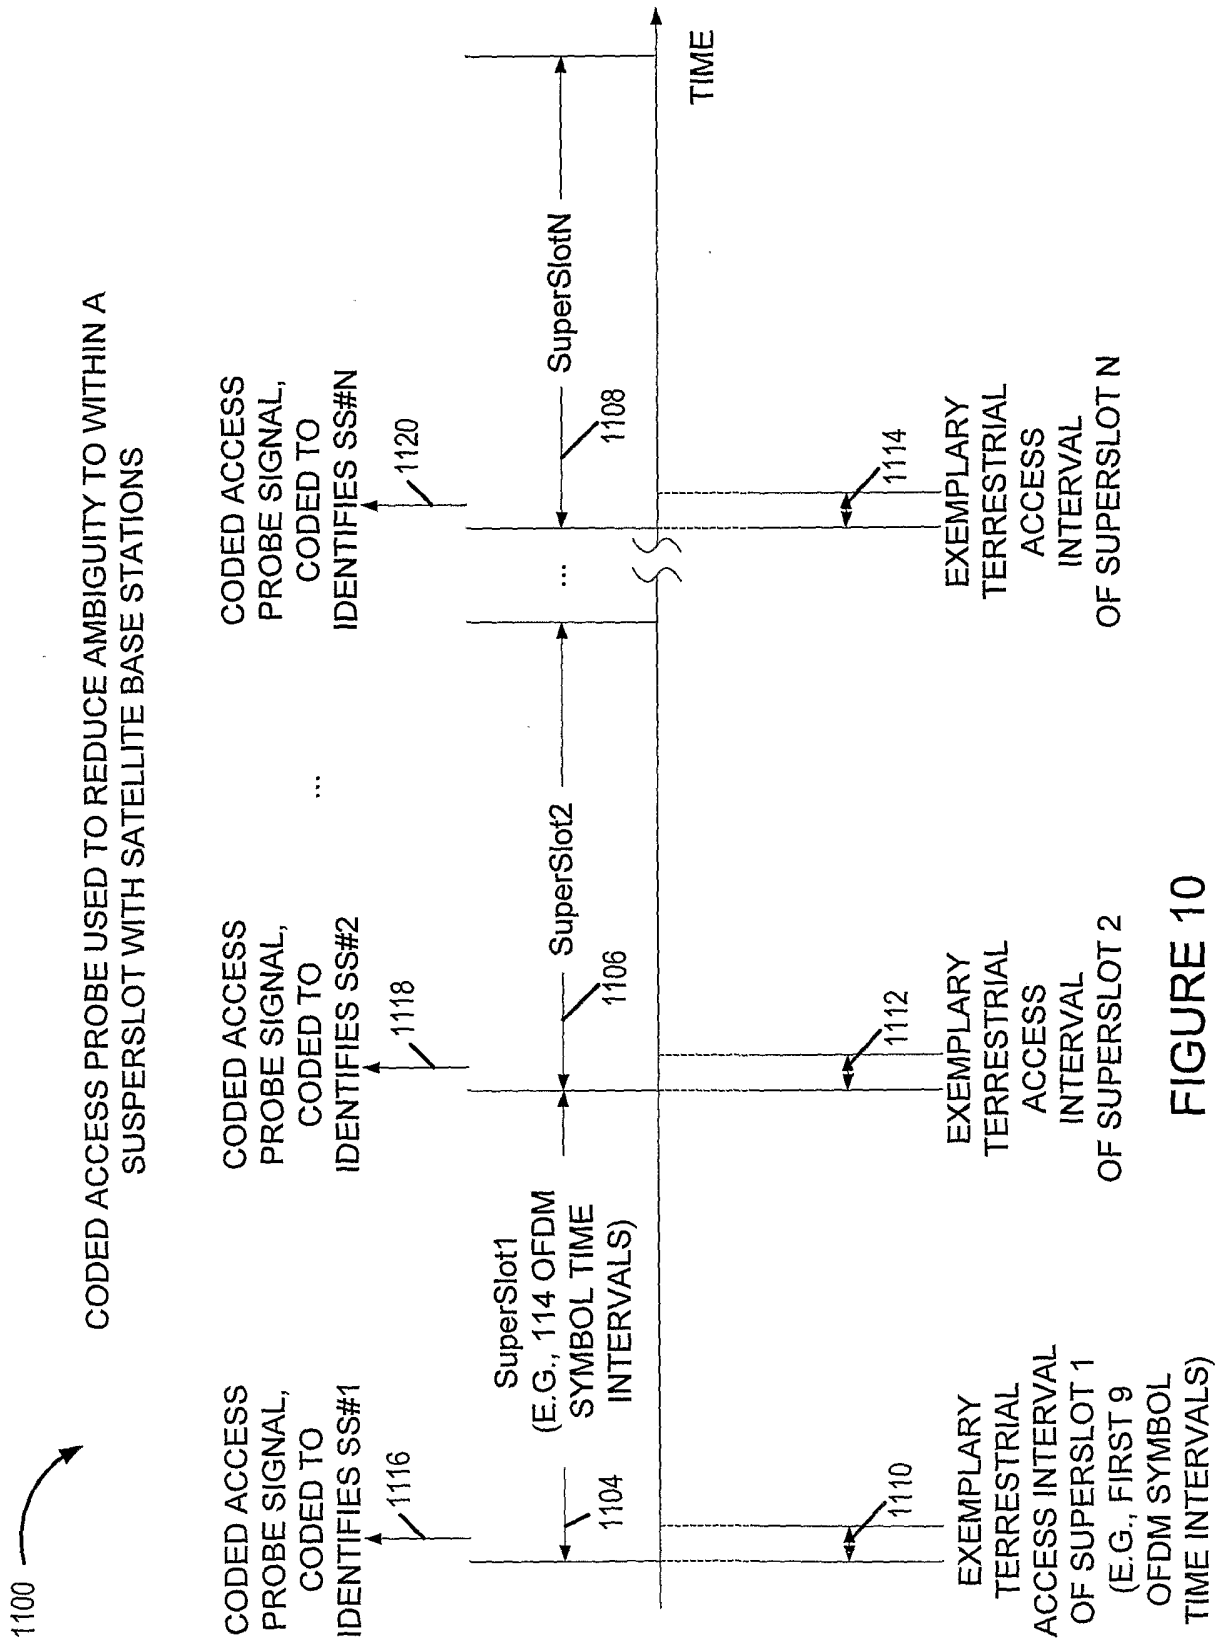 1100
CODED ACCESS PROBE USED TO REDUCE AMBIGUITY TO WITHIN A
SUSPERSLOT WITH SATELLITE BASE STATIONS
CODED ACCESS
PROBE SIGNAL,
CODED TO
IDENTIFIES SS#1
1116
CODED ACCESS
PROBE SIGNAL,
CODED TO
IDENTIFIES SS#2
1118
...
CODED ACCESS
PROBE SIGNAL,
CODED TO
IDENTIFIES SS#N
1120
SuperSlot1
(E.G., 114 OFDM
SYMBOL TIME
INTERVALS)
1104
SuperSlot2
1106
...
SuperSlotN
1108
TIME
1110
EXEMPLARY
TERRESTRIAL
ACCESS INTERVAL
OF SUPERSLOT 1
(E.G., FIRST 9
OFDM SYMBOL
TIME INTERVALS)
1112
EXEMPLARY
TERRESTRIAL
ACCESS
INTERVAL
OF SUPERSLOT 2
1114
EXEMPLARY
TERRESTRIAL
ACCESS
INTERVAL
OF SUPERSLOT N
FIGURE 10